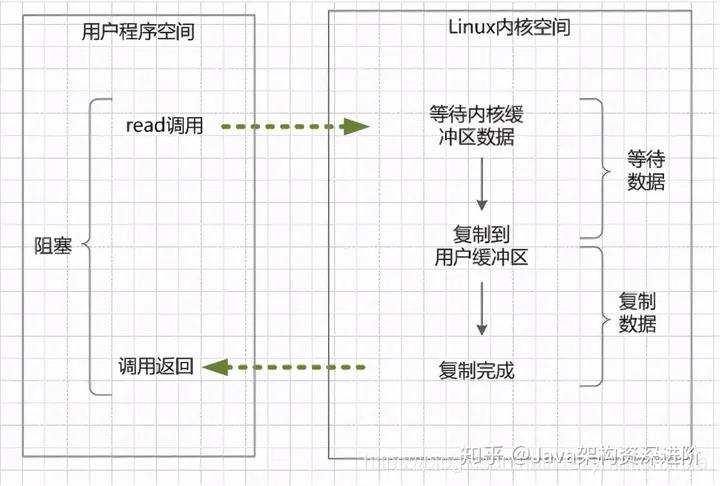 用户程序空间
Linux内核空间
read调用
等待内核缓
冲区数据
等待
数据
阻塞
复制到
用户缓冲区
复制
数据
调用返回
复制完成
知乎 @Java架构资深进阶